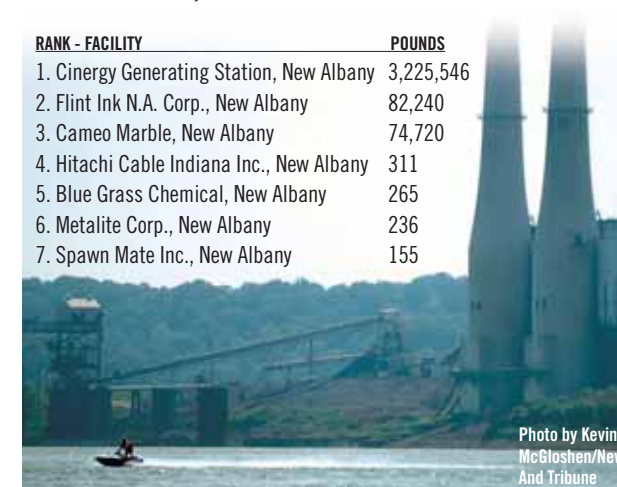 RANK - FACILITY POUNDS
1. Cinergy Generating Station, New Albany 3,225,546
2. Flint Ink N.A. Corp., New Albany 82,240
3. Cameo Marble, New Albany 74,720
4. Hitachi Cable Indiana Inc., New Albany 311
5. Blue Grass Chemical, New Albany 265
6. Metalite Corp., New Albany 236
7. Spawn Mate Inc., New Albany 155
Photo by Kevin
McGloshen/Ne
And Tribune